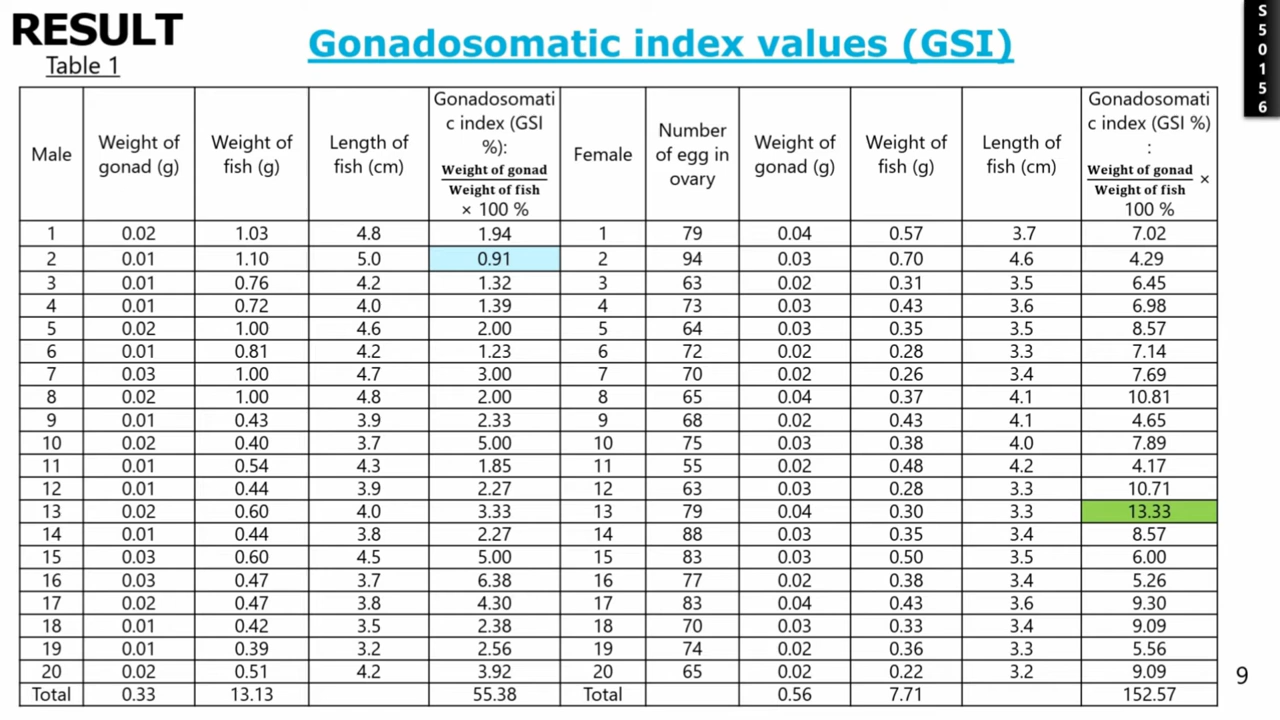 RESULT
Gonadosomatic index values (GSI)
Table 1
S50156
Male | Weight of gonad (g) | Weight of fish (g) | Length of fish (cm) | Gonadosomati c index (GSI %): Weight of gonad / Weight of fish × 100 % | Female | Number of egg in ovary | Weight of gonad (g) | Weight of fish (g) | Length of fish (cm) | Gonadosomati c index (GSI %) : Weight of gonad / Weight of fish × 100 %
1 0.02 1.03 4.8 1.94 1 79 0.04 0.57 3.7 7.02
2 0.01 1.10 5.0 0.91 2 94 0.03 0.70 4.6 4.29
3 0.01 0.76 4.2 1.32 3 63 0.02 0.31 3.5 6.45
4 0.01 0.72 4.0 1.39 4 73 0.03 0.43 3.6 6.98
5 0.02 1.00 4.6 2.00 5 64 0.03 0.35 3.5 8.57
6 0.01 0.81 4.2 1.23 6 72 0.02 0.28 3.3 7.14
7 0.03 1.00 4.7 3.00 7 70 0.02 0.26 3.4 7.69
8 0.02 1.00 4.8 2.00 8 65 0.04 0.37 4.1 10.81
9 0.01 0.43 3.9 2.33 9 68 0.02 0.43 4.1 4.65
10 0.02 0.40 3.7 5.00 10 75 0.03 0.38 4.0 7.89
11 0.01 0.54 4.3 1.85 11 55 0.02 0.48 4.2 4.17
12 0.01 0.44 3.9 2.27 12 63 0.03 0.28 3.3 10.71
13 0.02 0.60 4.0 3.33 13 79 0.04 0.30 3.3 13.33
14 0.01 0.44 3.8 2.27 14 88 0.03 0.35 3.4 8.57
15 0.03 0.60 4.5 5.00 15 83 0.03 0.50 3.5 6.00
16 0.03 0.47 3.7 6.38 16 77 0.02 0.38 3.4 5.26
17 0.02 0.47 3.8 4.30 17 83 0.04 0.43 3.6 9.30
18 0.01 0.42 3.5 2.38 18 70 0.03 0.33 3.4 9.09
19 0.01 0.39 3.2 2.56 19 74 0.02 0.36 3.3 5.56
20 0.02 0.51 4.2 3.92 20 65 0.02 0.22 3.2 9.09
Total 0.33 13.13 55.38 Total 0.56 7.71 152.57
9